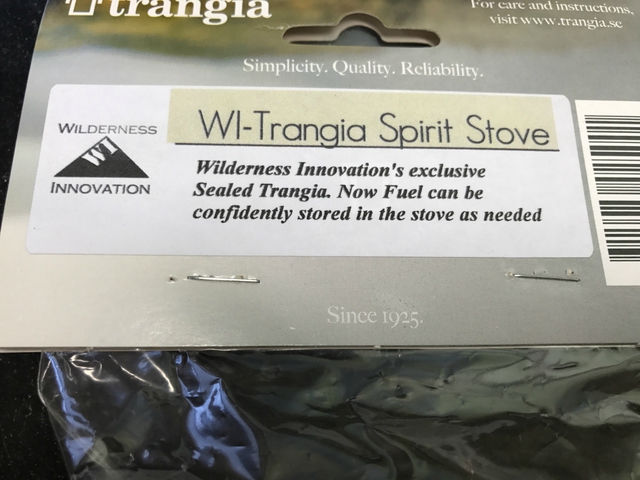 trangia
For care and instructions,
visit www.trangia.se
Simplicity. Quality. Reliability.
WILDERNESS
WI
INNOVATION
WI-Trangia Spirit Stove
Wilderness Innovation's exclusive
Sealed Trangia. Now Fuel can be
confidently stored in the stove as needed
Since 1925.